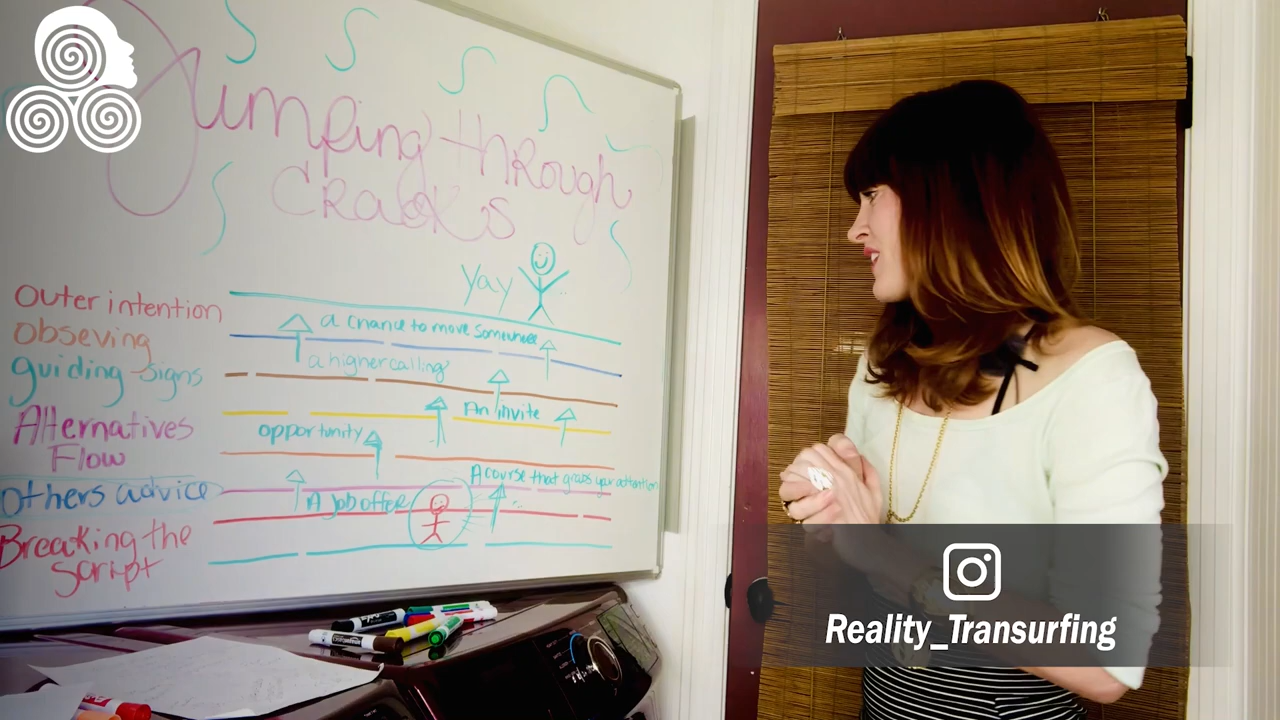 Jumping through
CRacks
yay
Outer intention
obseving
guiding signs
Alternatives
Flow
Others advice
Breaking the
script
a chance to move somewhere
a higher calling
An invite
opportunity
A course that grabs your attention
A job offer
Reality_Transurfing